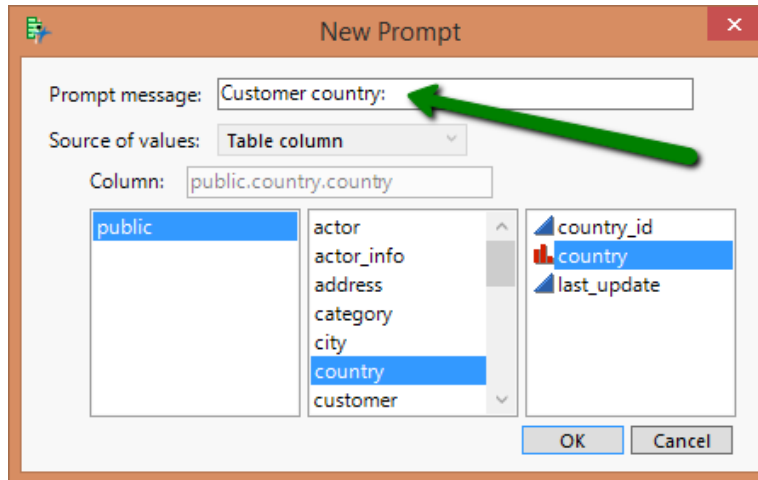 New Prompt
Prompt message: Customer country:
Source of values: Table column
Column: public.country.country
public
actor
actor_info
address
category
city
country
customer
country_id
country
last_update
OK Cancel